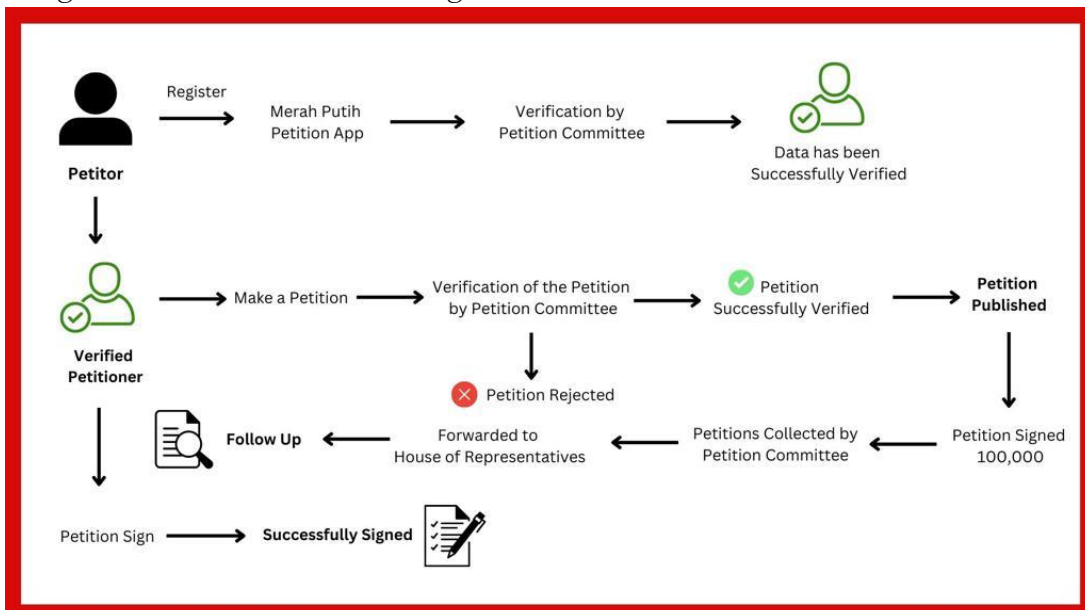 Register
Merah Putih
Petition App
Verification by
Petition Committee
Data has been
Successfully Verified
Petitor
Make a Petition
Verification of the Petition
by Petition Committee
Petition
Successfully Verified
Petition
Published
Verified
Petitioner
Petition Rejected
Follow Up
Forwarded to
House of Representatives
Petitions Collected by
Petition Committee
Petition Signed
100,000
Petition Sign
Successfully Signed